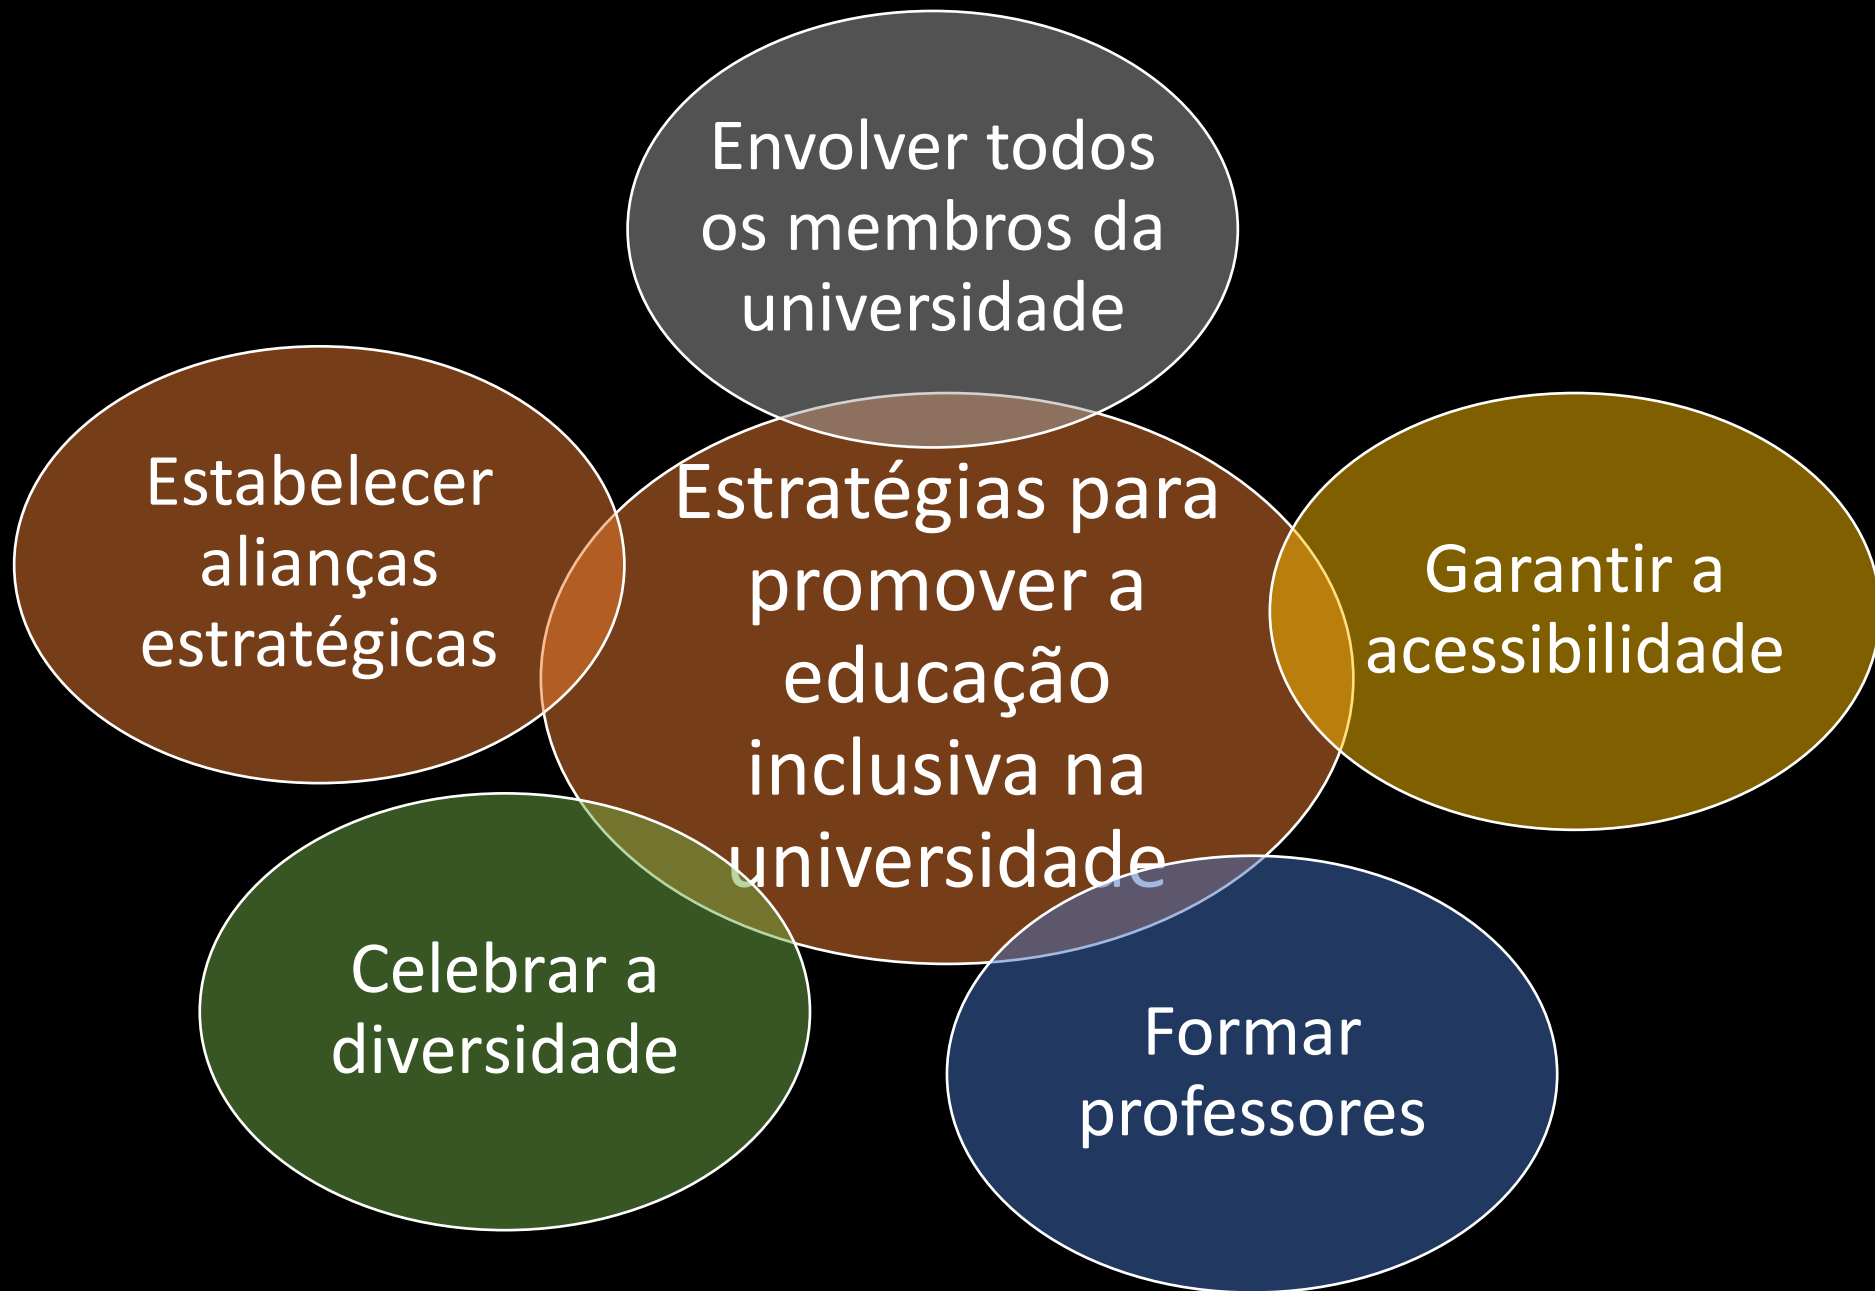 Envolver todos
os membros da
universidade
Estabelecer
alianças
estratégicas
Estratégias para
promover a
educação
inclusiva na
universidade
Garantir a
acessibilidade
Celebrar a
diversidade
Formar
professores